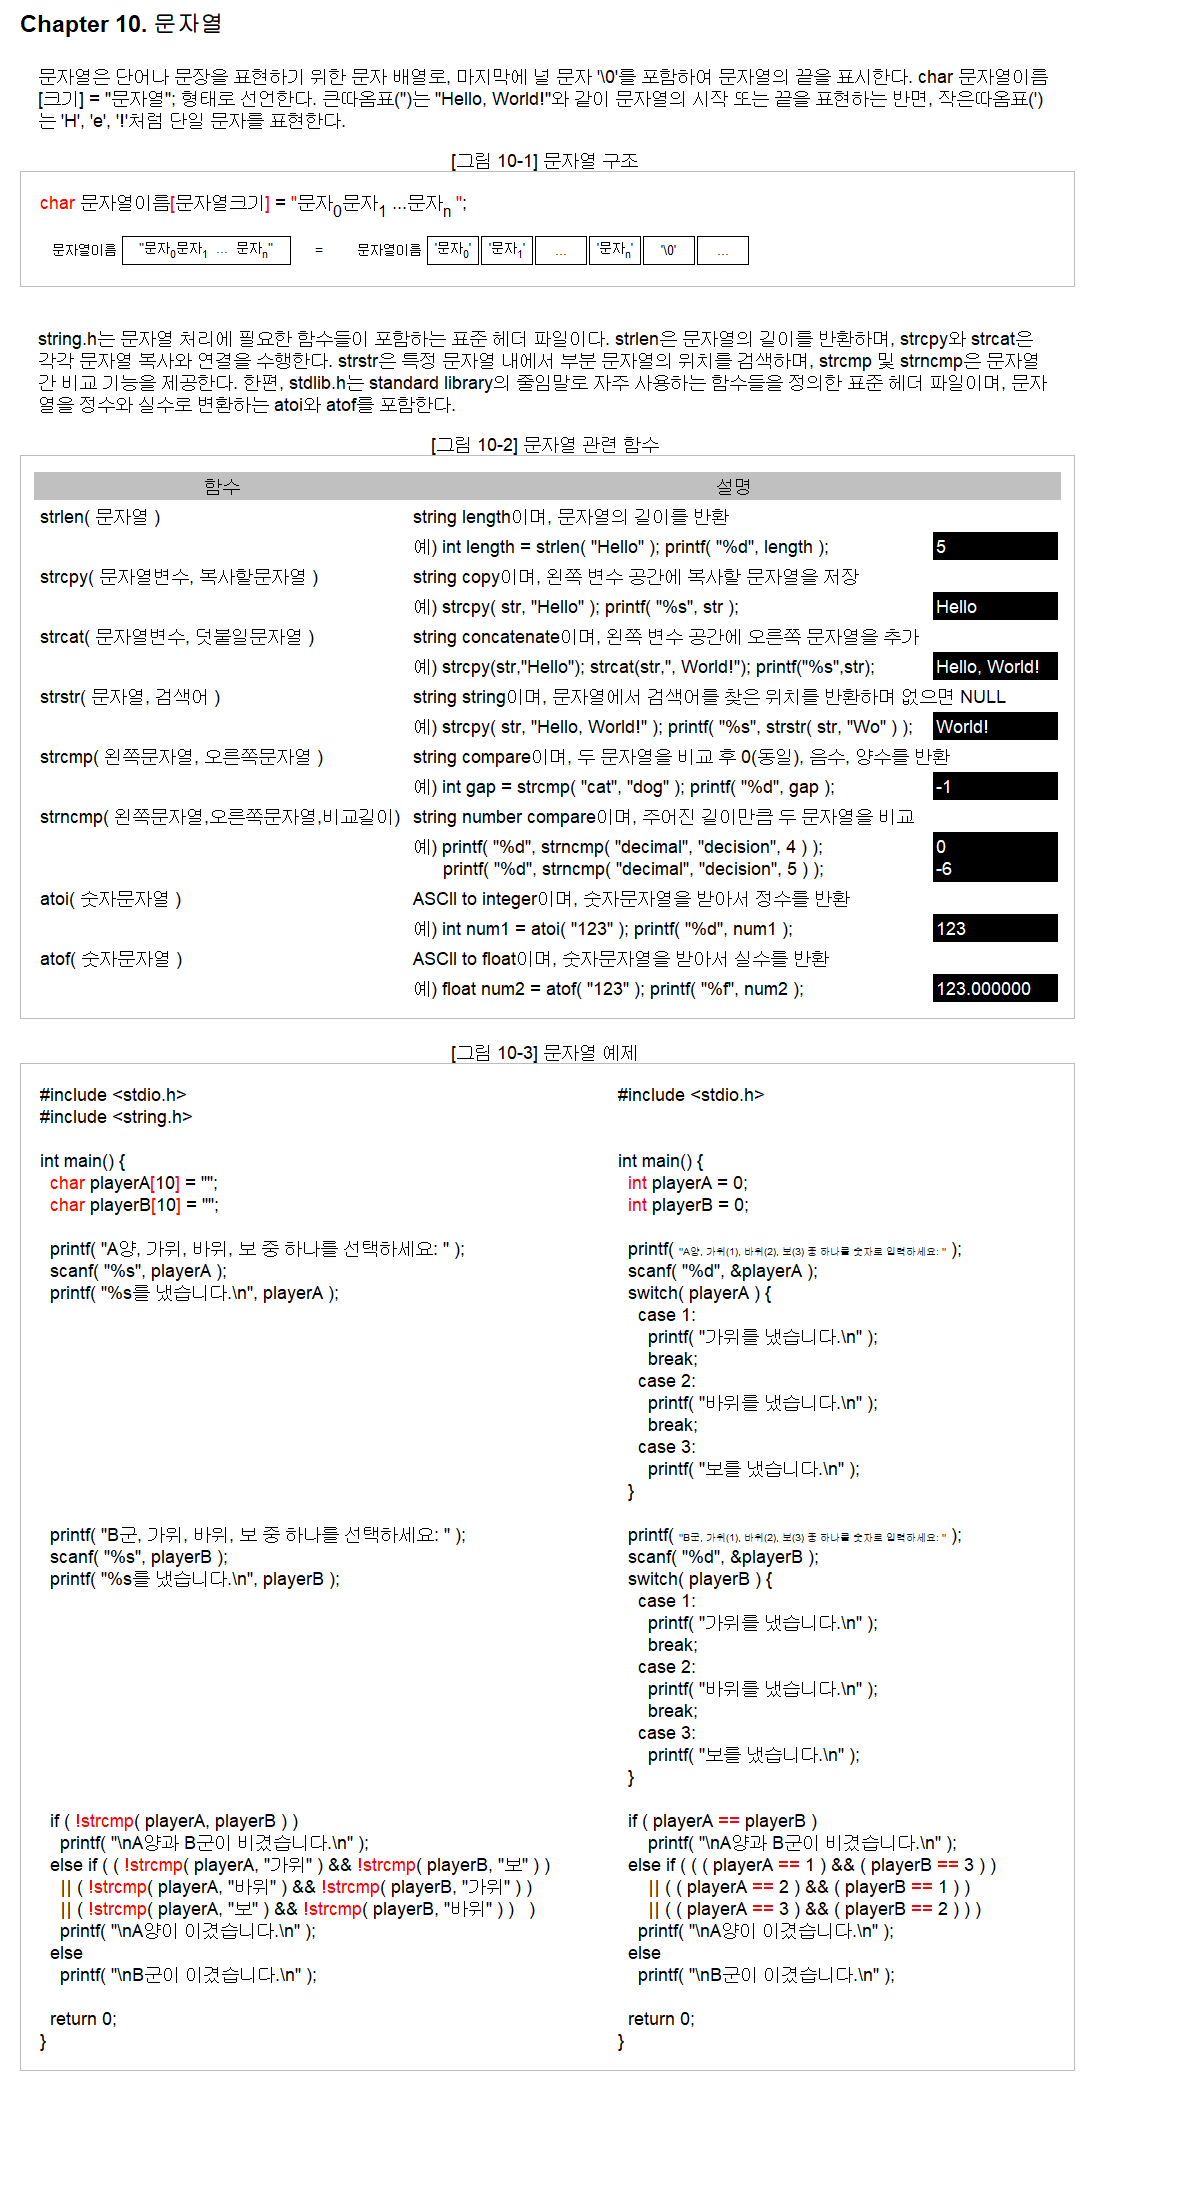 Chapter 10. 문자열
문자열은 단어나 문장을 표현하기 위한 문자 배열로, 마지막에 널 문자 '\0'를 포함하여 문자열의 끝을 표시한다. char 문자열이름
[크기] = "문자열"; 형태로 선언한다. 큰따옴표(")는 "Hello, World!"와 같이 문자열의 시작 또는 끝을 표현하는 반면, 작은따옴표(')
는 'H', 'e', '!'처럼 단일 문자를 표현한다.
[그림 10-1] 문자열 구조
char 문자열이름[문자열크기] = "문자0문자1 ...문자n ";
문자열이름 "문자0문자1 ... 문자n" = 문자열이름 '문자0' '문자1' ... '문자n' '\0' ...
string.h는 문자열 처리에 필요한 함수들이 포함하는 표준 헤더 파일이다. strlen은 문자열의 길이를 반환하며, strcpy와 strcat은
각각 문자열 복사와 연결을 수행한다. strstr은 특정 문자열 내에서 부분 문자열의 위치를 검색하며, strcmp 및 strncmp은 문자열
간 비교 기능을 제공한다. 한편, stdlib.h는 standard library의 줄임말로 자주 사용하는 함수들을 정의한 표준 헤더 파일이며, 문자
열을 정수와 실수로 변환하는 atoi와 atof를 포함한다.
[그림 10-2] 문자열 관련 함수
함수 설명
strlen( 문자열 ) string length이며, 문자열의 길이를 반환
예) int length = strlen( "Hello" ); printf( "%d", length ); 5
strcpy( 문자열변수, 복사할문자열 ) string copy이며, 왼쪽 변수 공간에 복사할 문자열을 저장
예) strcpy( str, "Hello" ); printf( "%s", str ); Hello
strcat( 문자열변수, 덧붙일문자열 ) string concatenate이며, 왼쪽 변수 공간에 오른쪽 문자열을 추가
예) strcpy(str,"Hello"); strcat(str,", World!"); printf("%s",str); Hello, World!
strstr( 문자열, 검색어 ) string string이며, 문자열에서 검색어를 찾은 위치를 반환하며 없으면 NULL
예) strcpy( str, "Hello, World!" ); printf( "%s", strstr( str, "Wo" ) ); World!
strcmp( 왼쪽문자열, 오른쪽문자열 ) string compare이며, 두 문자열을 비교 후 0(동일), 음수, 양수를 반환
예) int gap = strcmp( "cat", "dog" ); printf( "%d", gap ); -1
strncmp( 왼쪽문자열,오른쪽문자열,비교길이) string number compare이며, 주어진 길이만큼 두 문자열을 비교
예) printf( "%d", strncmp( "decimal", "decision", 4 ) ); 0
printf( "%d", strncmp( "decimal", "decision", 5 ) ); -6
atoi( 숫자문자열 ) ASCII to integer이며, 숫자문자열을 받아서 정수를 반환
예) int num1 = atoi( "123" ); printf( "%d", num1 ); 123
atof( 숫자문자열 ) ASCII to float이며, 숫자문자열을 받아서 실수를 반환
예) float num2 = atof( "123" ); printf( "%f", num2 ); 123.000000
[그림 10-3] 문자열 예제
#include <stdio.h>
#include <string.h>
int main() {
char playerA[10] = "";
char playerB[10] = "";
printf( "A양, 가위, 바위, 보 중 하나를 선택하세요: " );
scanf( "%s", playerA );
printf( "%s를 냈습니다.\n", playerA );
printf( "B군, 가위, 바위, 보 중 하나를 선택하세요: " );
scanf( "%s", playerB );
printf( "%s를 냈습니다.\n", playerB );
if ( !strcmp( playerA, playerB ) )
printf( "\nA양과 B군이 비겼습니다.\n" );
else if ( ( !strcmp( playerA, "가위" ) && !strcmp( playerB, "보" ) )
|| ( !strcmp( playerA, "바위" ) && !strcmp( playerB, "가위" ) )
|| ( !strcmp( playerA, "보" ) && !strcmp( playerB, "바위" ) ) )
printf( "\nA양이 이겼습니다.\n" );
else
printf( "\nB군이 이겼습니다.\n" );
return 0;
}
#include <stdio.h>
int main() {
int playerA = 0;
int playerB = 0;
printf( "A양, 가위(1), 바위(2), 보(3) 중 하나를 숫자로 입력하세요: " );
scanf( "%d", &playerA );
switch( playerA ) {
case 1:
printf( "가위를 냈습니다.\n" );
break;
case 2:
printf( "바위를 냈습니다.\n" );
break;
case 3:
printf( "보를 냈습니다.\n" );
}
printf( "B군, 가위(1), 바위(2), 보(3) 중 하나를 숫자로 입력하세요: " );
scanf( "%d", &playerB );
switch( playerB ) {
case 1:
printf( "가위를 냈습니다.\n" );
break;
case 2:
printf( "바위를 냈습니다.\n" );
break;
case 3:
printf( "보를 냈습니다.\n" );
}
if ( playerA == playerB )
printf( "\nA양과 B군이 비겼습니다.\n" );
else if ( ( ( playerA == 1 ) && ( playerB == 3 ) )
|| ( ( playerA == 2 ) && ( playerB == 1 ) )
|| ( ( playerA == 3 ) && ( playerB == 2 ) ) )
printf( "\nA양이 이겼습니다.\n" );
else
printf( "\nB군이 이겼습니다.\n" );
return 0;
}